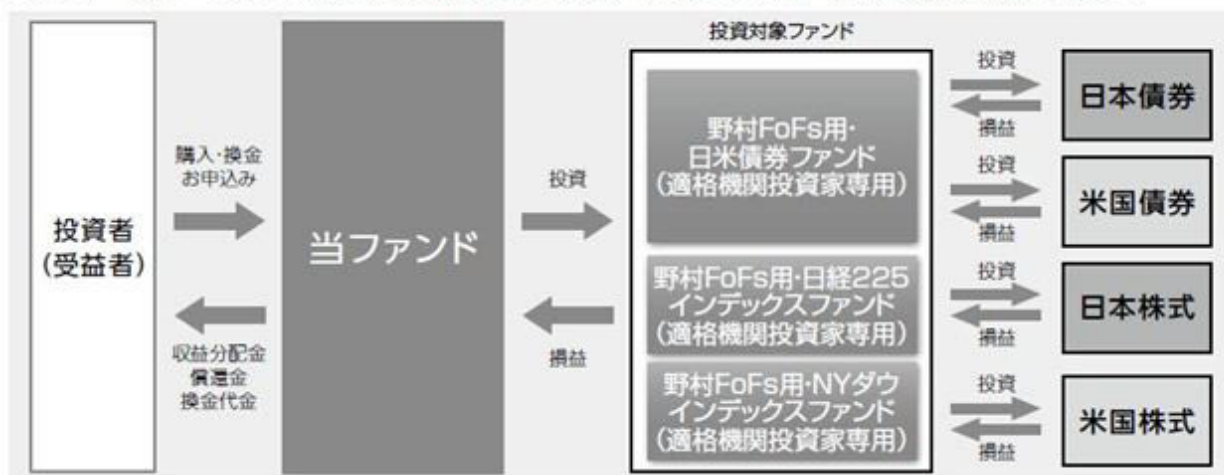 投資対象ファンド
投資者
(受益者)
購入・換金
お申込み
収益分配金
償還金
換金代金
当ファンド
投資
損益
野村FoFs用・
日米債券ファンド
(適格機関投資家専用)
野村FoFs用・日経225
インデックスファンド
(適格機関投資家専用)
野村FoFs用・NYダウ
インデックスファンド
(適格機関投資家専用)
投資
損益
日本債券
投資
損益
米国債券
投資
損益
日本株式
投資
損益
米国株式